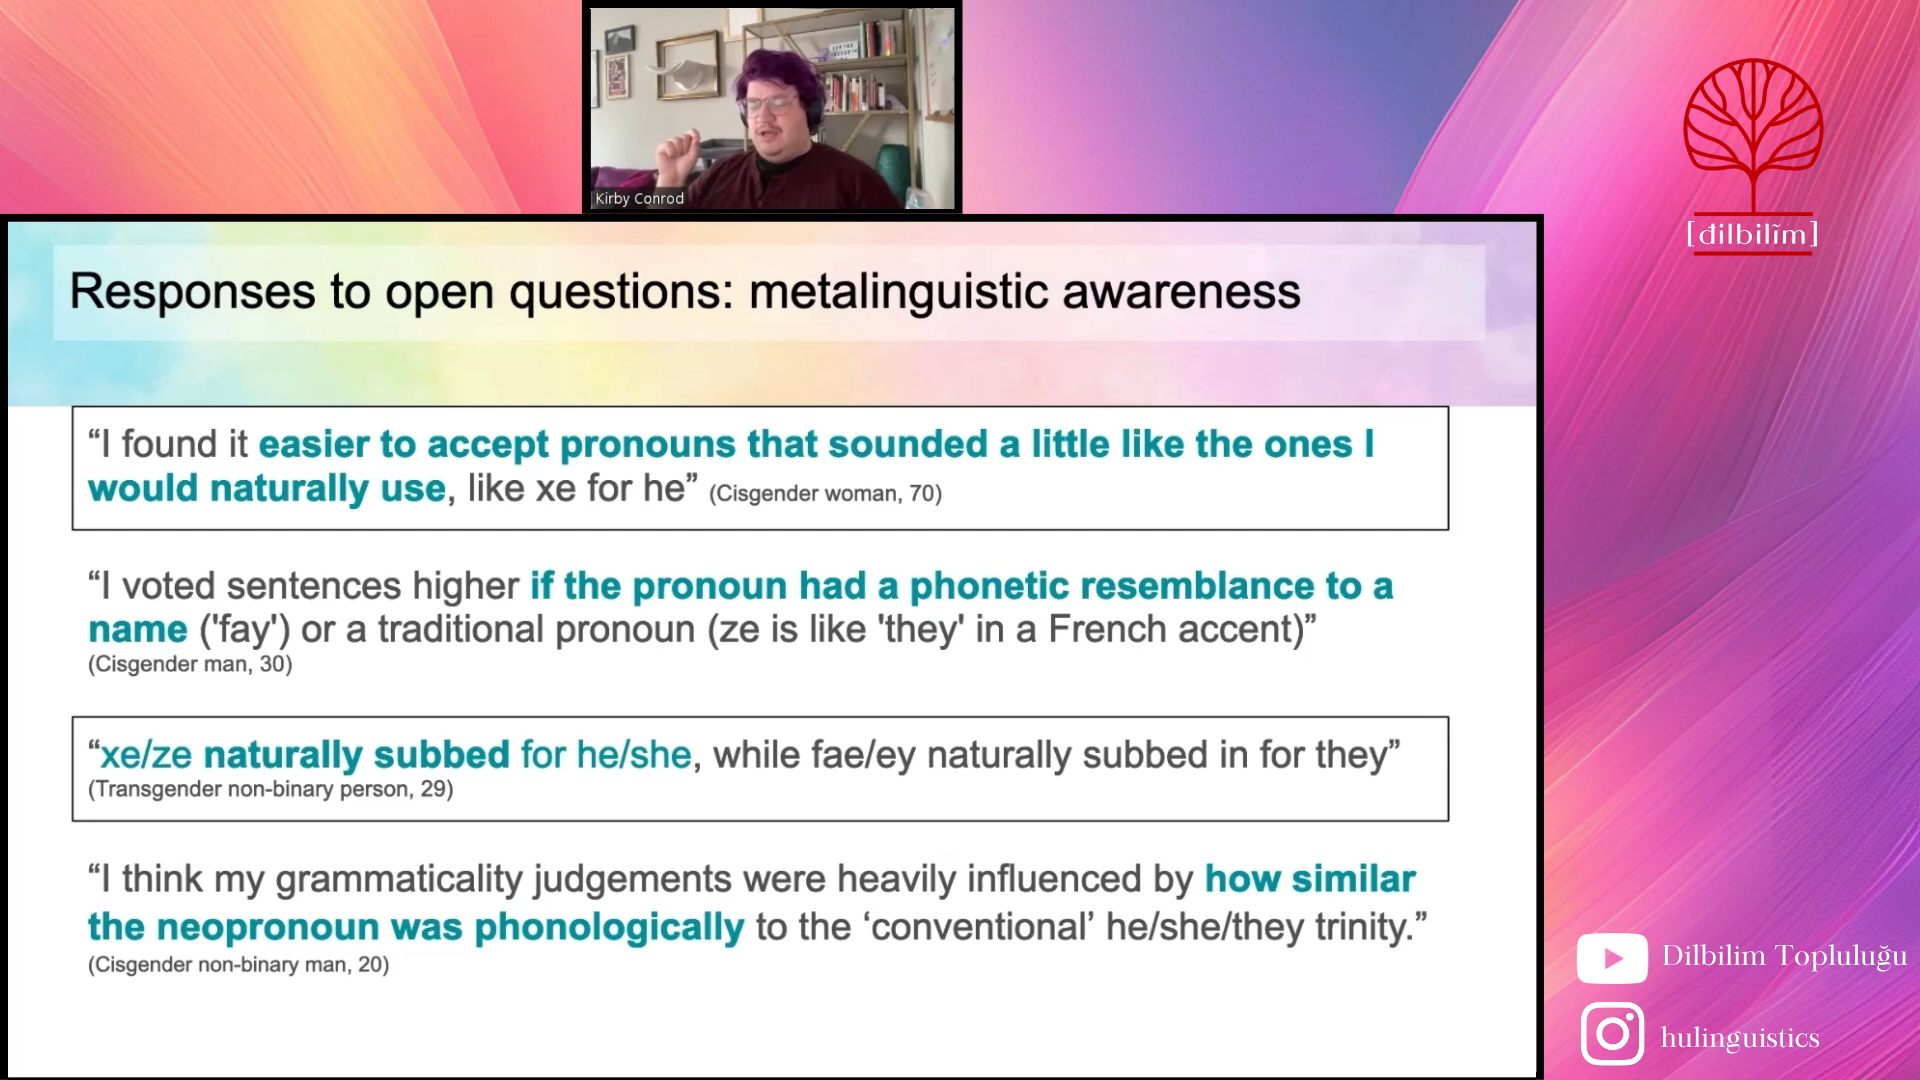 Kirby Conrod
[đilbilĩm]
Responses to open questions: metalinguistic awareness
“I found it easier to accept pronouns that sounded a little like the ones I
would naturally use, like xe for he” (Cisgender woman, 70)
“I voted sentences higher if the pronoun had a phonetic resemblance to a
name ('fay') or a traditional pronoun (ze is like 'they' in a French accent)”
(Cisgender man, 30)
“xe/ze naturally subbed for he/she, while fae/ey naturally subbed in for they”
(Transgender non-binary person, 29)
“I think my grammaticality judgements were heavily influenced by how similar
the neopronoun was phonologically to the ‘conventional’ he/she/they trinity.”
(Cisgender non-binary man, 20)
Dilbilim Topluluğu
hulinguistics